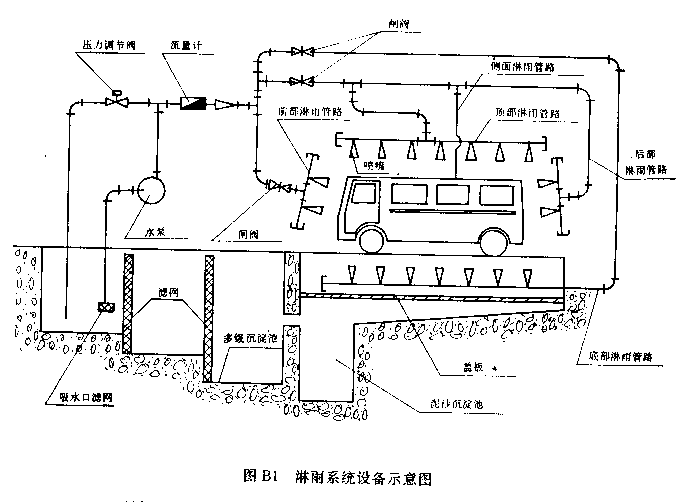 闸阀
压力调节阀
流量计
侧面淋雨管路
前部淋雨管路
顶部淋雨管路
后部
淋雨管路
喷嘴
水泵
闸阀
滤网
多级沉淀池
盖板
底部淋雨管路
吸水口滤网
泥沙沉淀池
图 B1 淋雨系统设备示意图